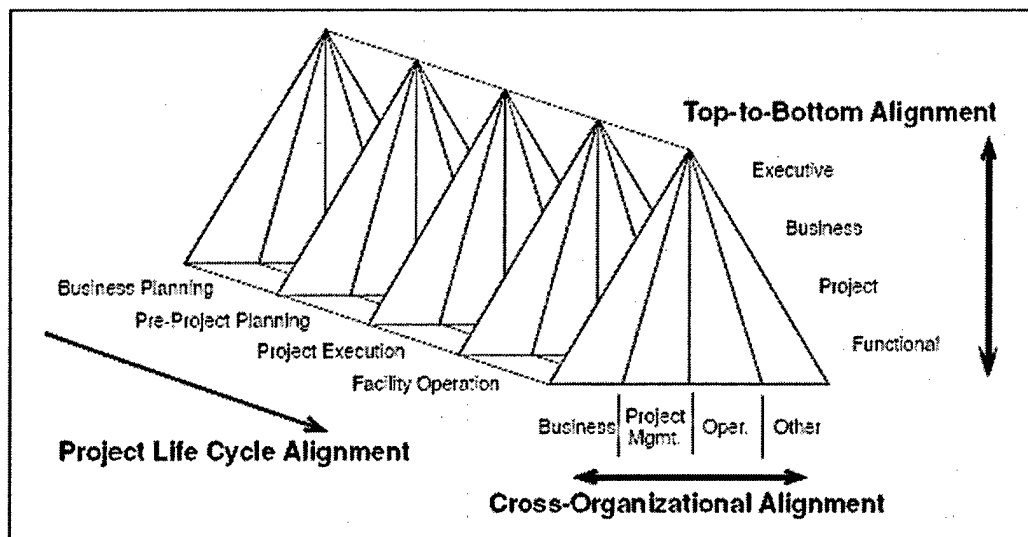 Top-to-Bottom Alignment
Executive
Business
Project
Functional
Business Planning
Pre-Project Planning
Project Execution
Facility Operation
Project Life Cycle Alignment
Business
Project
Mgmt.
Oper.
Other
Cross-Organizational Alignment